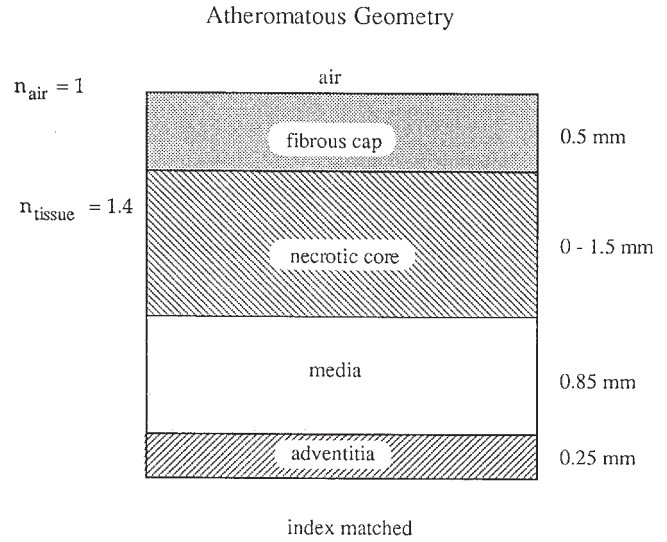 Atheromatous Geometry
air
n_air = 1
fibrous cap
0.5 mm
n_tissue = 1.4
necrotic core
0 - 1.5 mm
media
0.85 mm
adventitia
0.25 mm
index matched